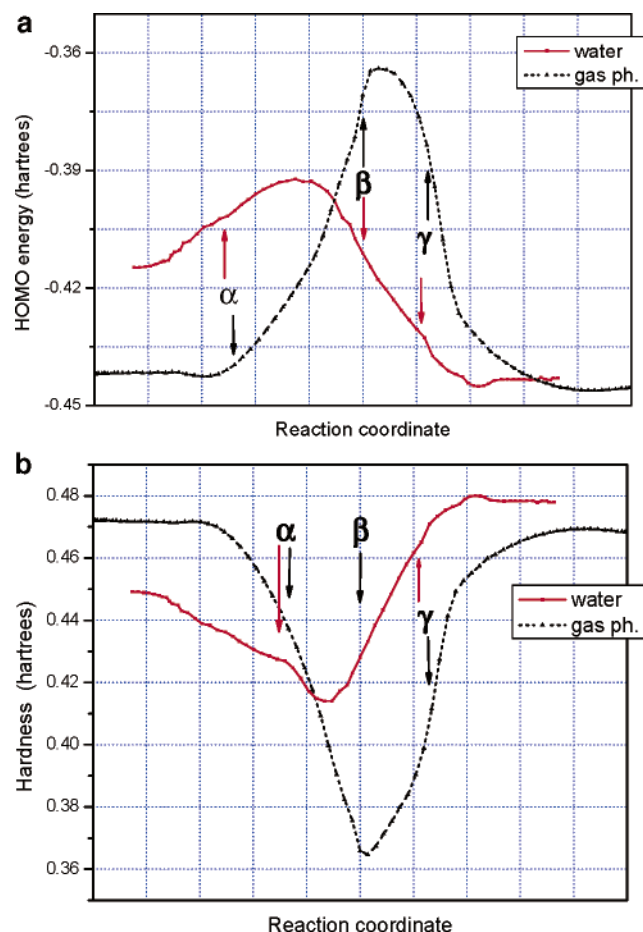 a
-0.36
water
gas ph.
-0.39
β
γ
HOMO energy (hartrees)
α
-0.42
-0.45
Reaction coordinate
b
0.48
α β
0.46
water
gas ph.
γ
0.44
Hardness (hartrees)
0.42
0.40
0.38
0.36
Reaction coordinate